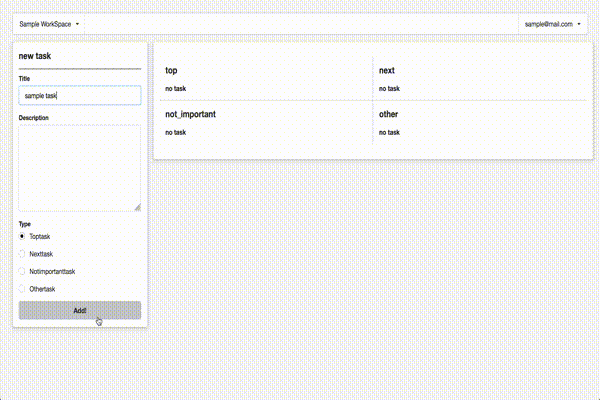 Sample WorkSpace
sample@mail.com
new task
Title
sample task
Description
Type
Toptask
Nexttask
Notimportanttask
Othertask
Add!
top
no task
next
no task
not_important
no task
other
no task